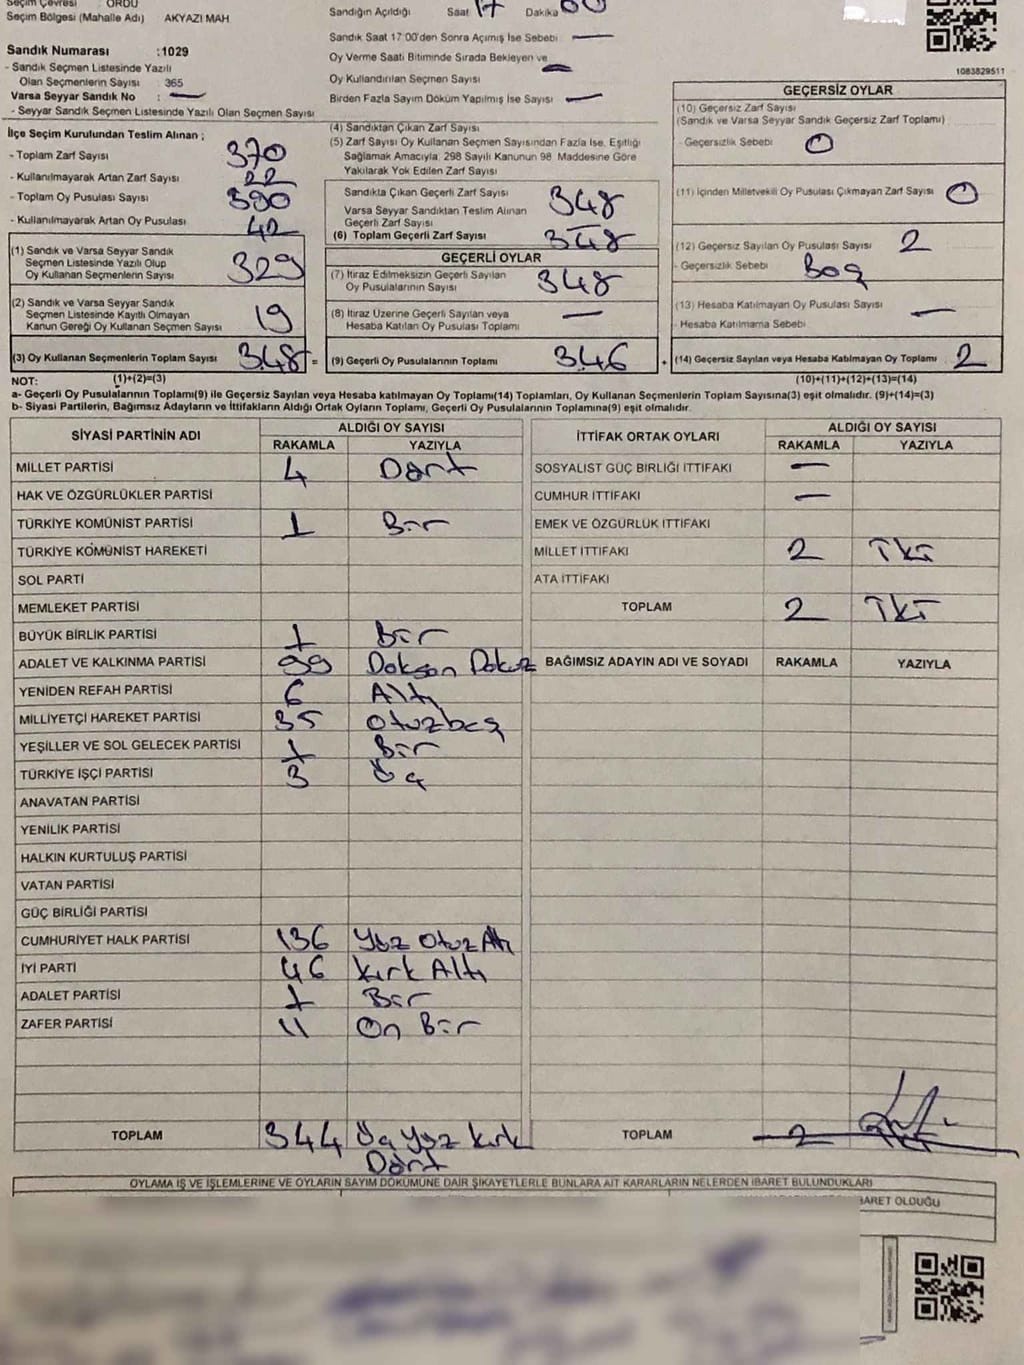 Seçim Çevresi : ORDU
Seçim Bölgesi (Mahalle Adı) AKYAZI MAH
Sandık Numarası :1029
- Sandık Seçmen Listesinde Yazılı
Olan Seçmenlerin Sayısı : 365
Varsa Seyyar Sandık No : —
- Seyyar Sandık Seçmen Listesinde Yazılı Olan Seçmen Sayısı
İlçe Seçim Kurulundan Teslim Alınan ;
- Toplam Zarf Sayısı 370
- Kullanılmayarak Artan Zarf Sayısı 22
- Toplam Oy Pusulası Sayısı 390
- Kullanılmayarak Artan Oy Pusulası 42
(1) Sandık ve Varsa Seyyar Sandık
Seçmen Listesinde Yazılı Olup
Oy Kullanan Seçmenlerin Sayısı 329
(2) Sandık ve Varsa Seyyar Sandık
Seçmen Listesinde Kayıtlı Olmayan
Kanun Gereği Oy Kullanan Seçmen Sayısı 19
(3) Oy Kullanan Seçmenlerin Toplam Sayısı 348 =
Sandığın Açıldığı Saat 17 Dakika 00
Sandık Saat 17:00'den Sonra Açımış İse Sebebi —
Oy Verme Saati Bitiminde Sırada Bekleyen ve
Oy Kullandırılan Seçmen Sayısı —
Birden Fazla Sayım Döküm Yapılmış İse Sayısı —
(4) Sandıktan Çıkan Zarf Sayısı
(5) Zarf Sayısı Oy Kullanan Seçmen Sayısından Fazla İse, Eşitliği
Sağlamak Amacıyla, 298 Sayılı Kanunun 98. Maddesine Göre
Yakılarak Yok Edilen Zarf Sayısı
Sandıkta Çıkan Geçerli Zarf Sayısı 348
Varsa Seyyar Sandıktan Teslim Alınan
Geçerli Zarf Sayısı —
(6) Toplam Geçerli Zarf Sayısı 348
GEÇERLİ OYLAR
(7) İtiraz Edilmeksizin Geçerli Sayılan
Oy Pusulalarının Sayısı 348
(8) İtiraz Üzerine Geçerli Sayılan veya
Hesaba Katılan Oy Pusulası Toplamı —
(9) Geçerli Oy Pusulalarının Toplamı 346 +
1083829511
GEÇERSİZ OYLAR
(10) Geçersiz Zarf Sayısı
(Sandık ve Varsa Seyyar Sandık Geçersiz Zarf Toplamı)
- Geçersizlik Sebebi 0
(11) İçinden Milletvekili Oy Pusulası Çıkmayan Zarf Sayısı 0
(12) Geçersiz Sayılan Oy Pusulası Sayısı 2
- Geçersizlik Sebebi Boş
(13) Hesaba Katılmayan Oy Pusulası Sayısı —
- Hesaba Katılmama Sebebi
(14) Geçersiz Sayılan veya Hesaba Katılmayan Oy Toplamı 2
NOT: (1)+(2)=(3) (10)+(11)+(12)+(13)=(14)
a- Geçerli Oy Pusulalarının Toplamı(9) ile Geçersiz Sayılan veya Hesaba katılmayan Oy Toplamı(14) Toplamları, Oy Kullanan Seçmenlerin Toplam Sayısına(3) eşit olmalıdır. (9)+(14)=(3)
b- Siyasi Partilerin, Bağımsız Adayların ve İttifakların Aldığı Ortak Oyların Toplamı, Geçerli Oy Pusulalarının Toplamına(9) eşit olmalıdır.
SİYASİ PARTİNİN ADI ALDIĞI OY SAYISI
RAKAMLA YAZIYLA
MİLLET PARTİSİ 4 Dört
HAK VE ÖZGÜRLÜKLER PARTİSİ
TÜRKİYE KOMÜNİST PARTİSİ 1 Bir
TÜRKİYE KOMÜNİST HAREKETİ
SOL PARTİ
MEMLEKET PARTİSİ
BÜYÜK BİRLİK PARTİSİ 1 Bir
ADALET VE KALKINMA PARTİSİ 99 Doksan Dokuz
YENİDEN REFAH PARTİSİ 6 Altı
MİLLİYETÇİ HAREKET PARTİSİ 35 Otuzbeş
YEŞİLLER VE SOL GELECEK PARTİSİ 1 Bir
TÜRKİYE İŞÇİ PARTİSİ 3 Üç
ANAVATAN PARTİSİ
YENİLİK PARTİSİ
HALKIN KURTULUŞ PARTİSİ
VATAN PARTİSİ
GÜÇ BİRLİĞİ PARTİSİ
CUMHURİYET HALK PARTİSİ 136 Yüz Otuz Altı
İYİ PARTİ 46 Kırk Altı
ADALET PARTİSİ 1 Bir
ZAFER PARTİSİ 11 On Bir
TOPLAM 344 Üç Yüz Kırk
Dört
İTTİFAK ORTAK OYLARI ALDIĞI OY SAYISI
RAKAMLA YAZIYLA
SOSYALİST GÜÇ BİRLİĞİ İTTİFAKI —
CUMHUR İTTİFAKI —
EMEK VE ÖZGÜRLÜK İTTİFAKI
MİLLET İTTİFAKI 2 İKİ
ATA İTTİFAKI
TOPLAM 2 İKİ
BAĞIMSIZ ADAYIN ADI VE SOYADI RAKAMLA YAZIYLA
TOPLAM 2
OYLAMA İŞ VE İŞLEMLERİNE VE OYLARIN SAYIM DÖKÜMÜNE DAİR ŞİKAYETLERLE BUNLARA AİT KARARLARIN NELERDEN İBARET BULUNDUKLARI
BARET OLDUĞU